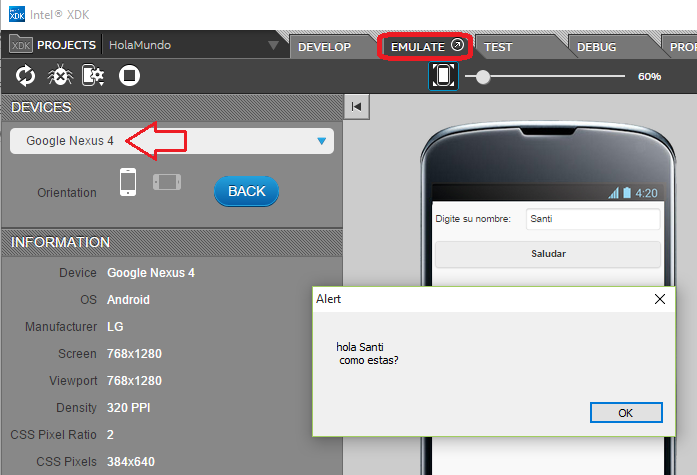 XDK Intel® XDK
XDK PROJECTS HolaMundo DEVELOP EMULATE TEST DEBUG
60%
DEVICES
Google Nexus 4
Orientation BACK
4:20
Digite su nombre: Santi
Saludar
INFORMATION
Device Google Nexus 4
OS Android
Manufacturer LG
Screen 768x1280
Viewport 768x1280
Density 320 PPI
CSS Pixel Ratio 2
CSS Pixels 384x640
Alert
hola Santi
como estas?
OK